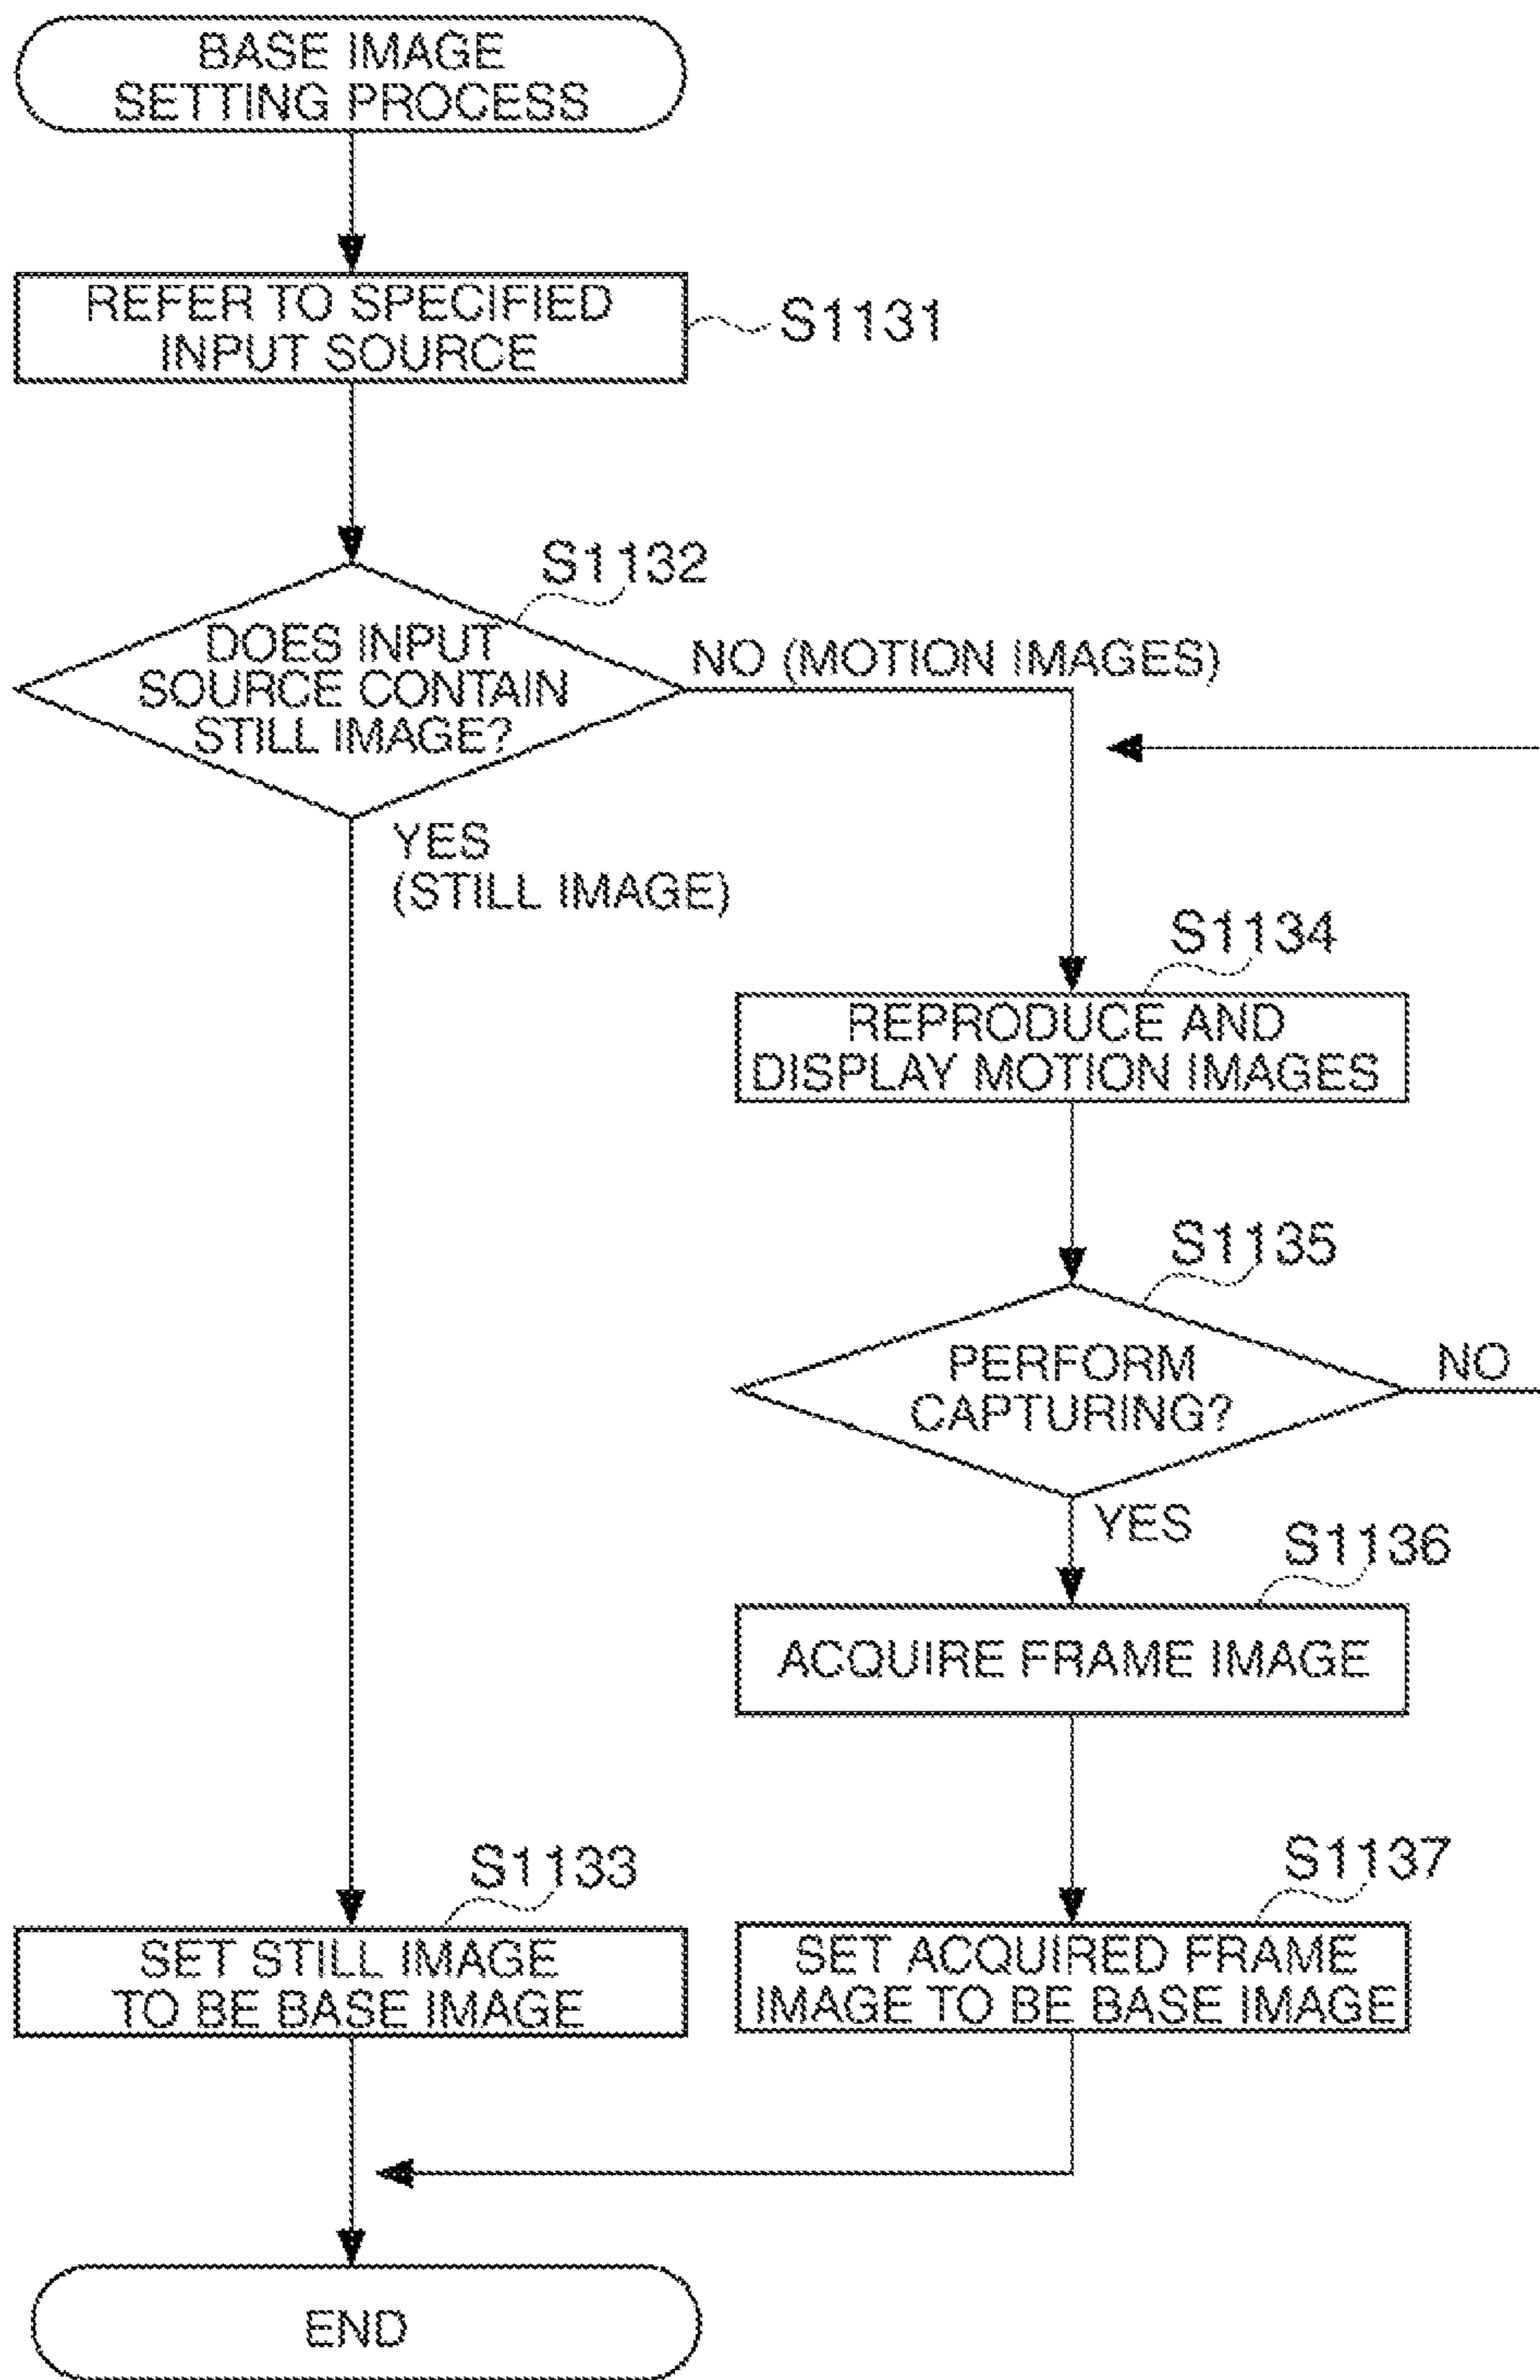 BASE IMAGE
SETTING PROCESS
REFER TO SPECIFIED
INPUT SOURCE
S1131
S1132
DOES INPUT
SOURCE CONTAIN
STILL IMAGE?
NO (MOTION IMAGES)
YES
(STILL IMAGE)
S1134
REPRODUCE AND
DISPLAY MOTION IMAGES
S1135
PERFORM
CAPTURING?
NO
YES
S1136
ACQUIRE FRAME IMAGE
S1133
SET STILL IMAGE
TO BE BASE IMAGE
S1137
SET ACQUIRED FRAME
IMAGE TO BE BASE IMAGE
END